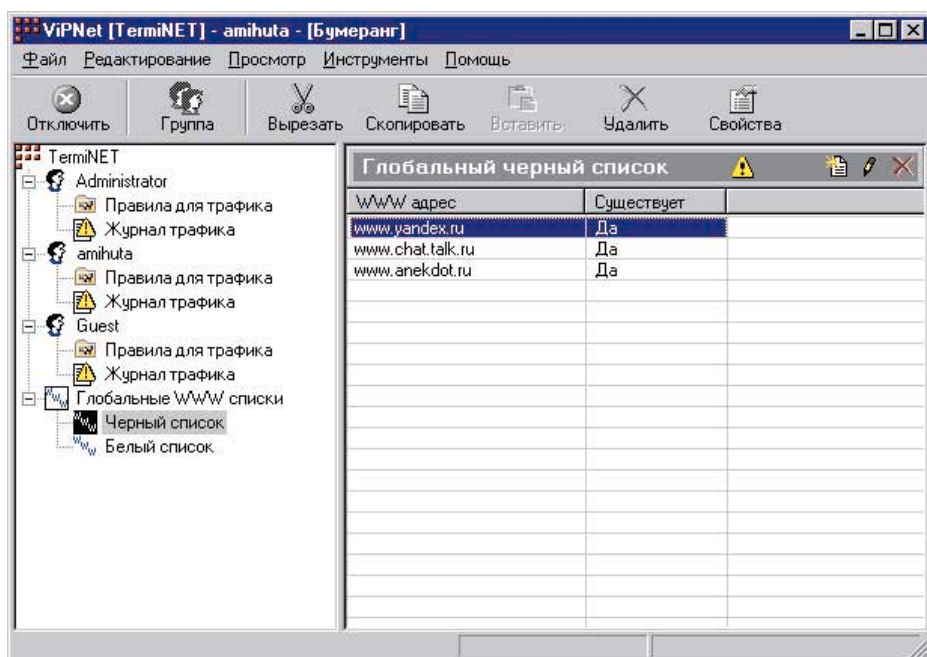 ViPNet [TermiNET] - amihuta - [Бумеранг]
Файл Редактирование Просмотр Инструменты Помощь
Отключить Группа Вырезать Скопировать Вставить Удалить Свойства
TermiNET
Administrator
Правила для трафика
Журнал трафика
amihuta
Правила для трафика
Журнал трафика
Guest
Правила для трафика
Журнал трафика
Глобальные WWW списки
Черный список
Белый список
Глобальный черный список
WWW адрес Существует
www.yandex.ru Да
www.chat.talk.ru Да
www.anekdot.ru Да